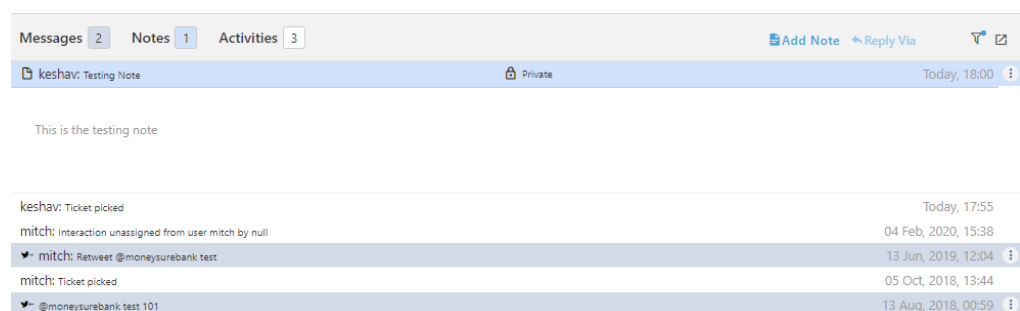 Messages 2 Notes 1 Activities 3 Add Note Reply Via
keshav: Testing Note Private Today, 18:00
This is the testing note
keshav: Ticket picked Today, 17:55
mitch: Interaction unassigned from user mitch by null 04 Feb, 2020, 15:38
mitch: Retweet @moneysurebank test 13 Jun, 2019, 12:04
mitch: Ticket picked 05 Oct, 2018, 13:44
@moneysurebank test 101 13 Aug, 2018, 00:59